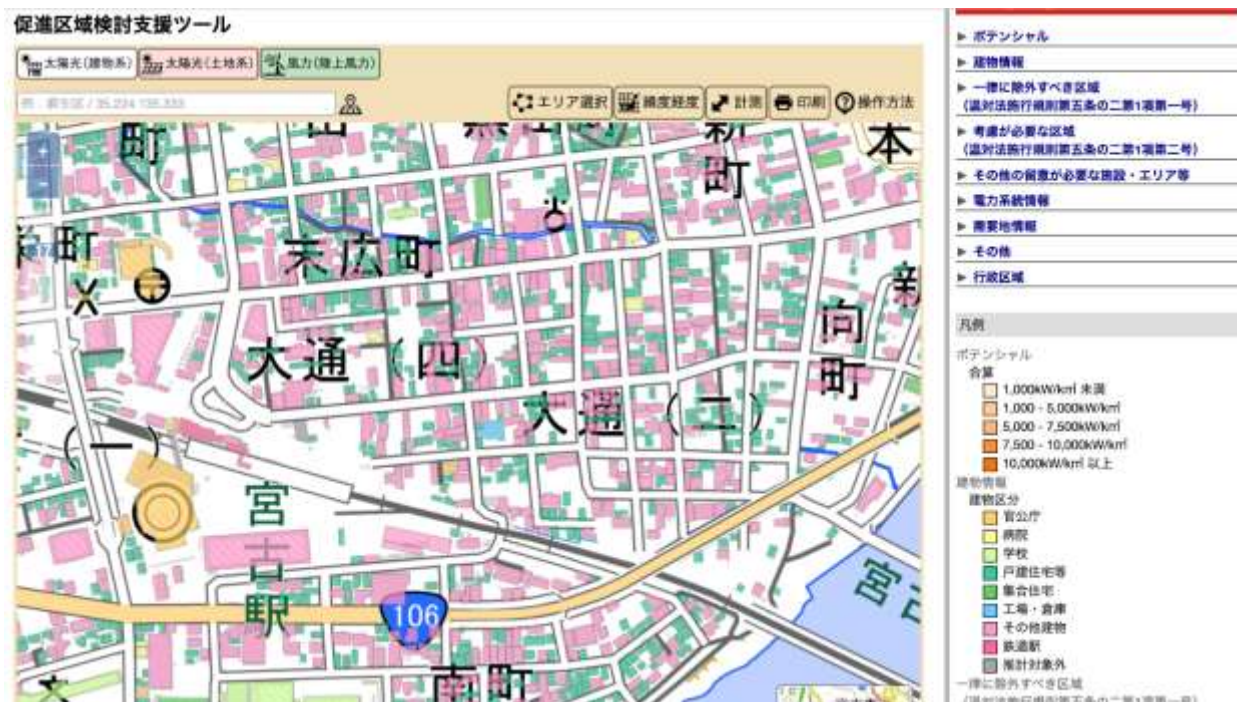 促進区域検討支援ツール
太陽光(建物系)
太陽光(土地系)
風力(陸上風力)
エリア選択
緯度経度
計測
印刷
操作方法
町
新町
本
末広町
大通(四)
大通(二)
向町
新
(一)
宮古駅
106
南町
宮古
ポテンシャル
建物情報
一律に除外すべき区域
(温対法施行規則第五条の二第1項第一号)
考慮が必要な区域
(温対法施行規則第五条の二第1項第二号)
その他の留意が必要な施設・エリア等
電力系統情報
需要地情報
その他
行政区域
凡例
ポテンシャル
合算
1,000kW/km² 未満
1,000 - 5,000kW/km²
5,000 - 7,500kW/km²
7,500 - 10,000kW/km²
10,000kW/km² 以上
建物情報
建物区分
官公庁
病院
学校
戸建住宅等
集合住宅
工場・倉庫
その他建物
鉄道駅
推計対象外
一律に除外すべき区域